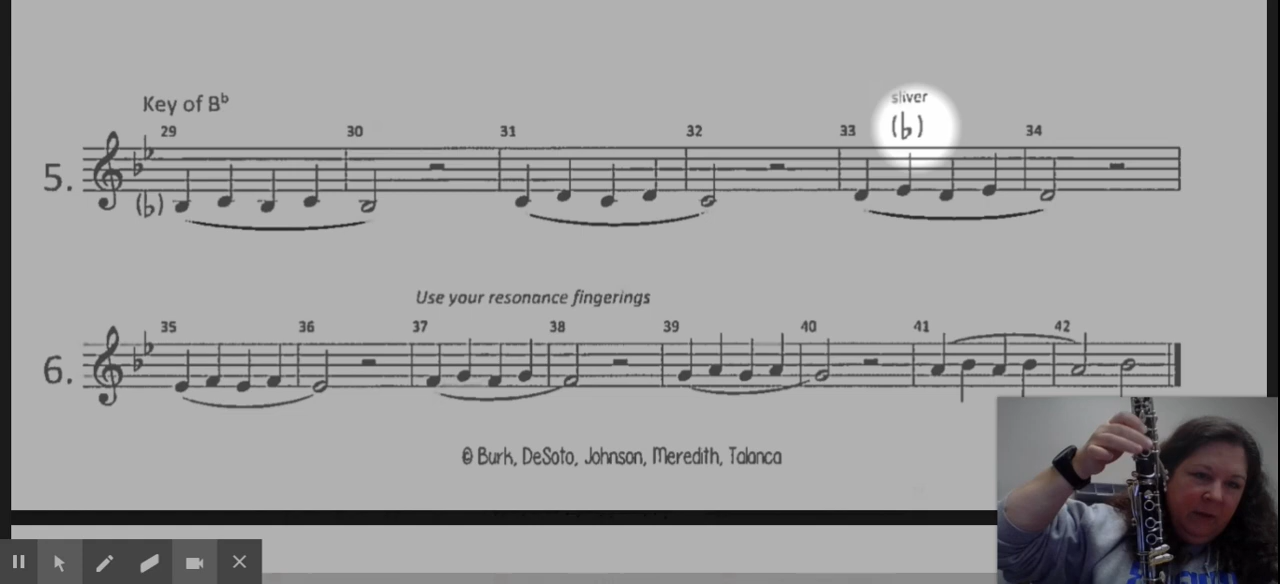 Key of Bb
sliver
29 30 31 32 33 (b) 34
5.
(b)
Use your resonance fingerings
35 36 37 38 39 40 41 42
6.
© Burk, DeSoto, Johnson, Meredith, Talanca